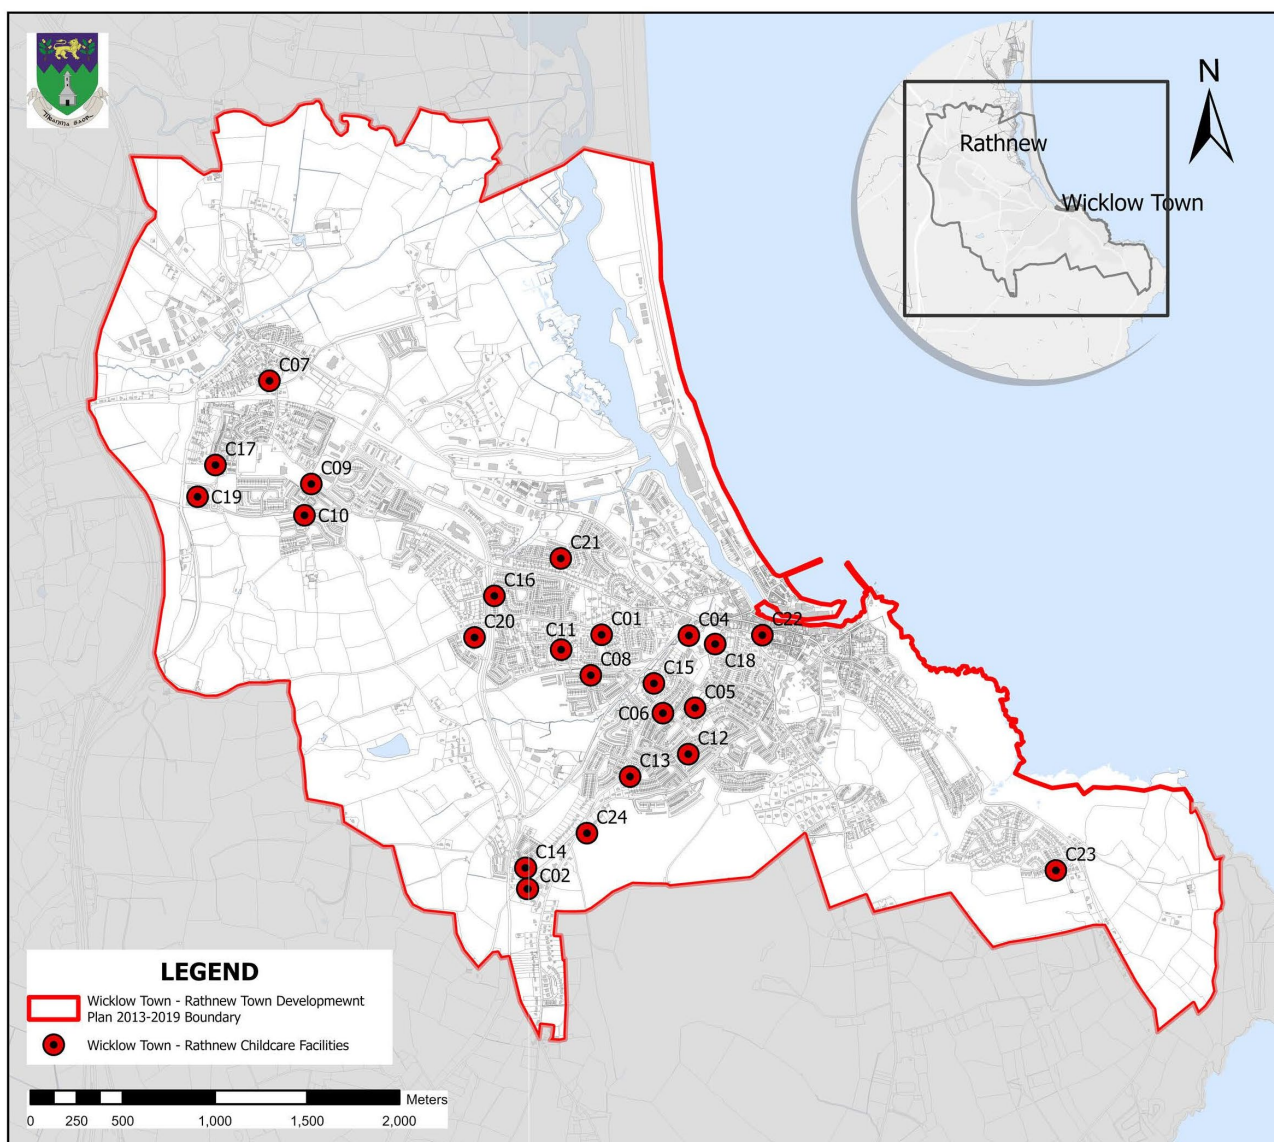 N
Rathnew
Wicklow Town
C07
C17
C09
C19
C10
C21
C16
C20
C11
C01
C04
C22
C18
C08
C15
C05
C06
C12
C13
C24
C14
C02
C23
LEGEND
Wicklow Town - Rathnew Town Developmewnt
Plan 2013-2019 Boundary
Wicklow Town - Rathnew Childcare Facilities
Meters
0 250 500 1,000 1,500 2,000